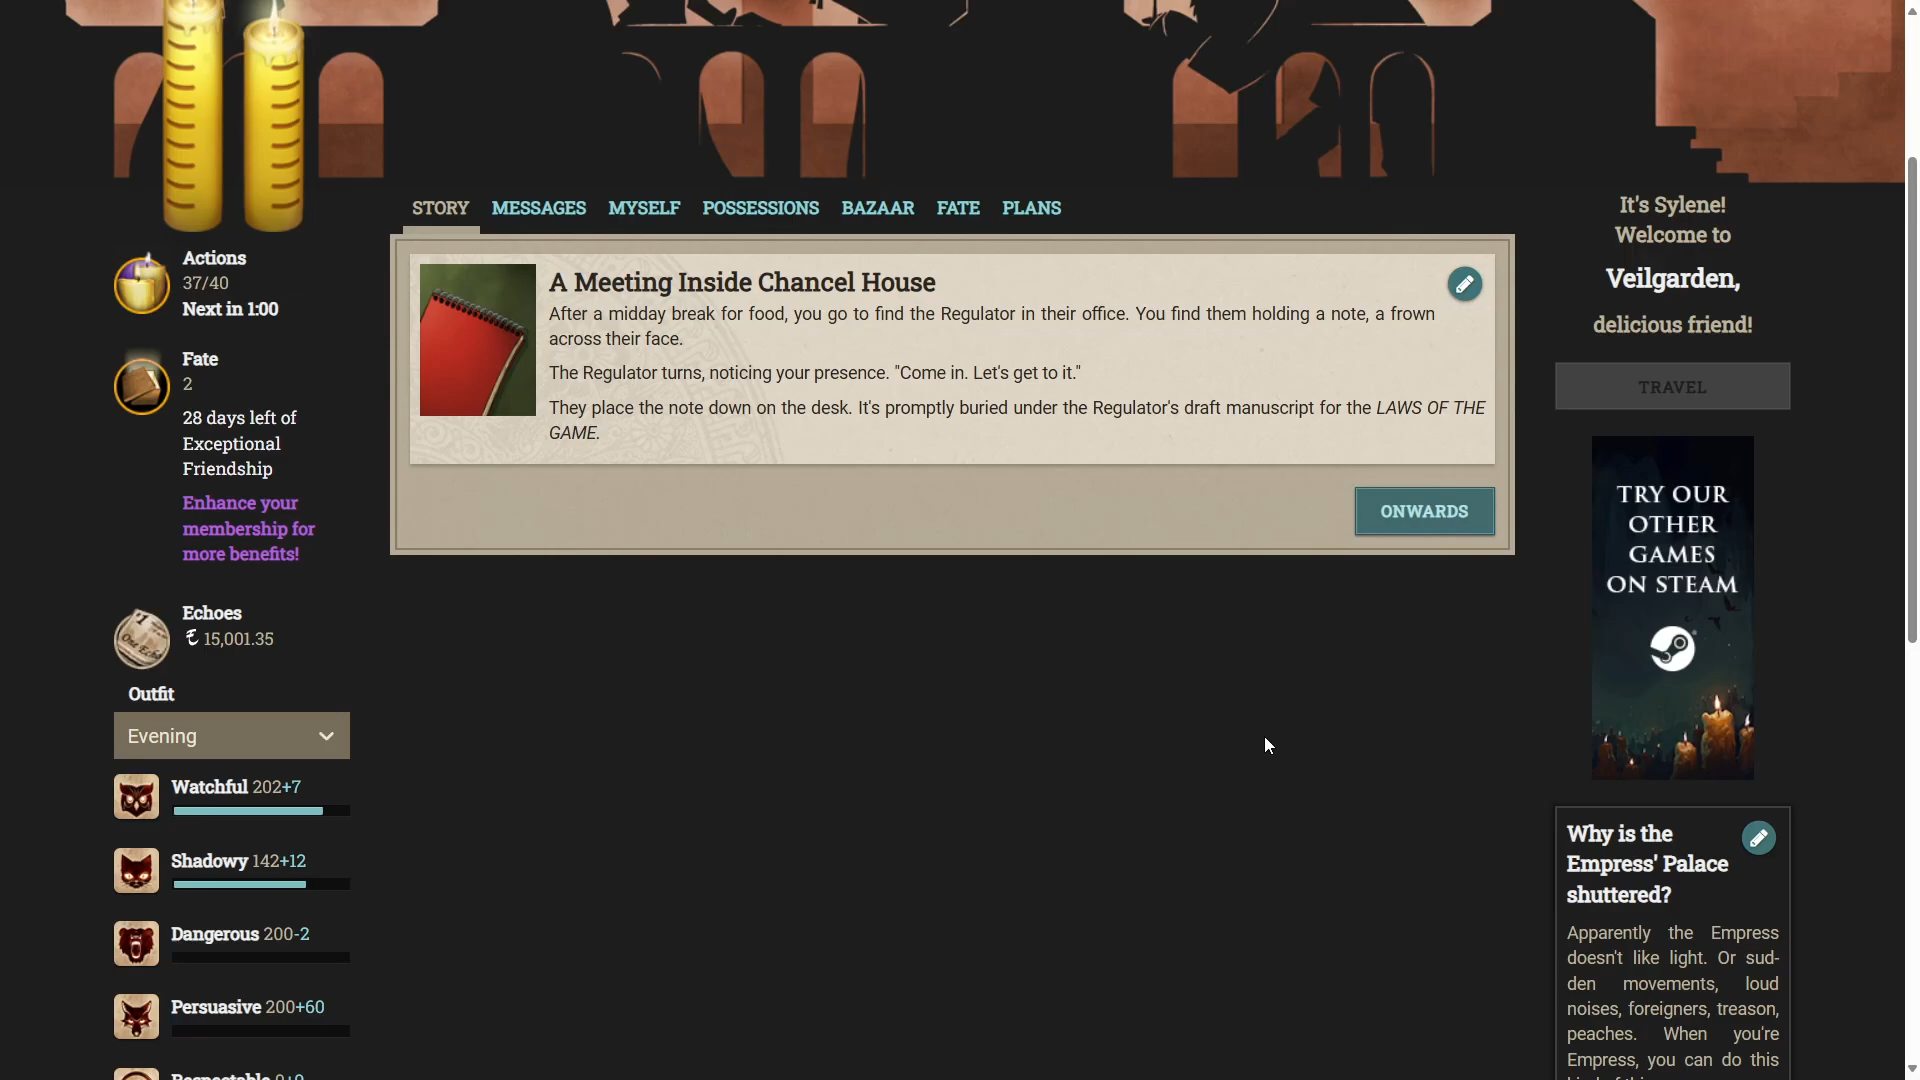 STORY MESSAGES MYSELF POSSESSIONS BAZAAR FATE PLANS
Actions
37/40
Next in 1:00
Fate
2
28 days left of
Exceptional
Friendship
Enhance your
membership for
more benefits!
Echoes
15,001.35
Outfit
Evening
Watchful 202+7
Shadowy 142+12
Dangerous 200-2
Persuasive 200+60
A Meeting Inside Chancel House
After a midday break for food, you go to find the Regulator in their office. You find them holding a note, a frown
across their face.
The Regulator turns, noticing your presence. "Come in. Let's get to it."
They place the note down on the desk. It's promptly buried under the Regulator's draft manuscript for the LAWS OF THE
GAME.
ONWARDS
It's Sylene!
Welcome to
Veilgarden,
delicious friend!
TRAVEL
TRY OUR
OTHER
GAMES
ON STEAM
Why is the
Empress' Palace
shuttered?
Apparently the Empress
doesn't like light. Or sud-
den movements, loud
noises, foreigners, treason,
peaches. When you're
Empress, you can do this